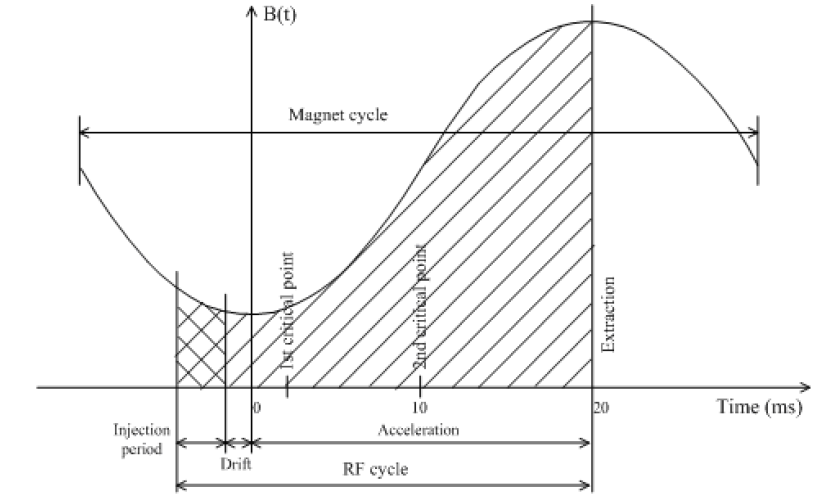 B(t)
Magnet cycle
1st critical point
2nd critical point
Extraction
0
10
20
Time (ms)
Injection
period
Drift
Acceleration
RF cycle